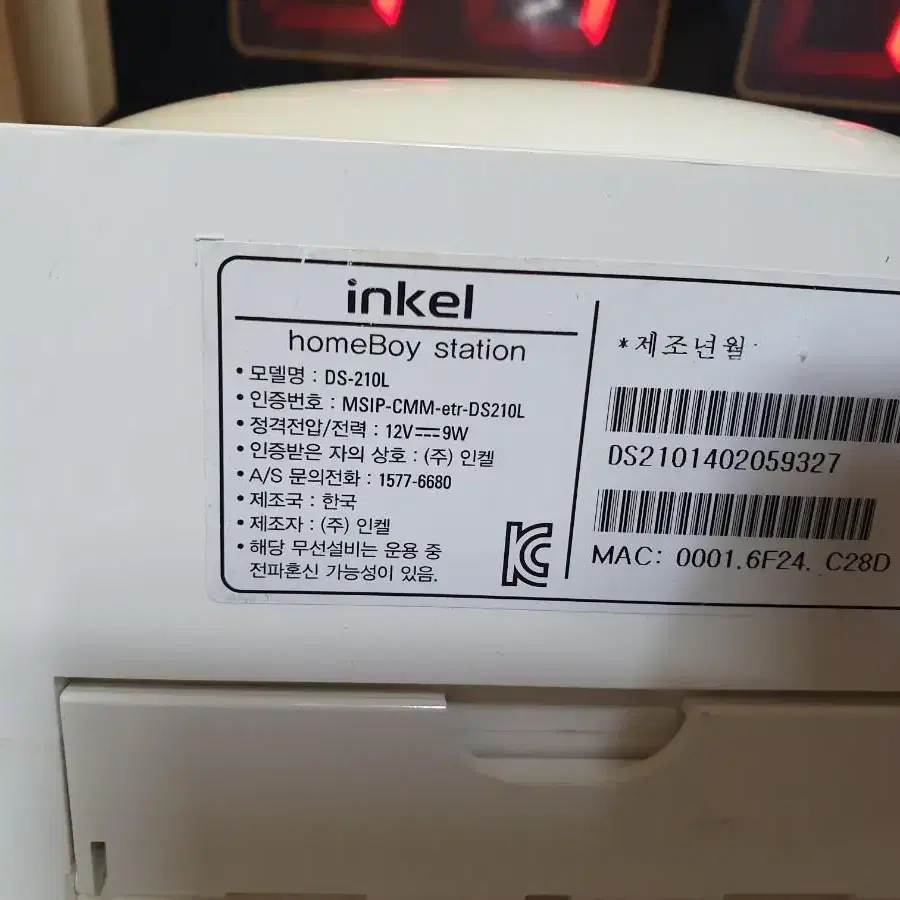 inkel
homeBoy station
• 모델명 : DS-210L
• 인증번호 : MSIP-CMM-etr-DS210L
• 정격전압/전력 : 12V⎓9W
• 인증받은 자의 상호 : (주) 인켈
• A/S 문의전화 : 1577-6680
• 제조국 : 한국
• 제조자 : (주) 인켈
• 해당 무선설비는 운용 중
전파혼신 가능성이 있음.
*제조년월
DS2101402059327
MAC: 0001.6F24. C28D